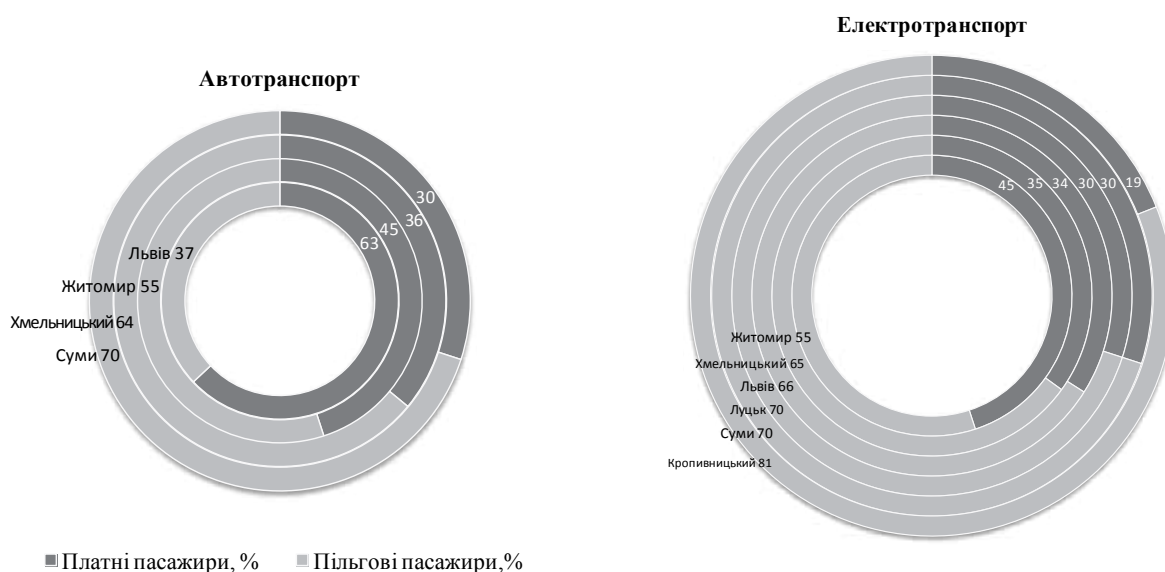 Автотранспорт
30
36
45
63
Львів 37
Житомир 55
Хмельницький 64
Суми 70
Електротранспорт
45 35 34 30 30 19
Житомир 55
Хмельницький 65
Львів 66
Луцьк 70
Суми 70
Кропивницький 81
Платні пасажири, % Пільгові пасажири,%